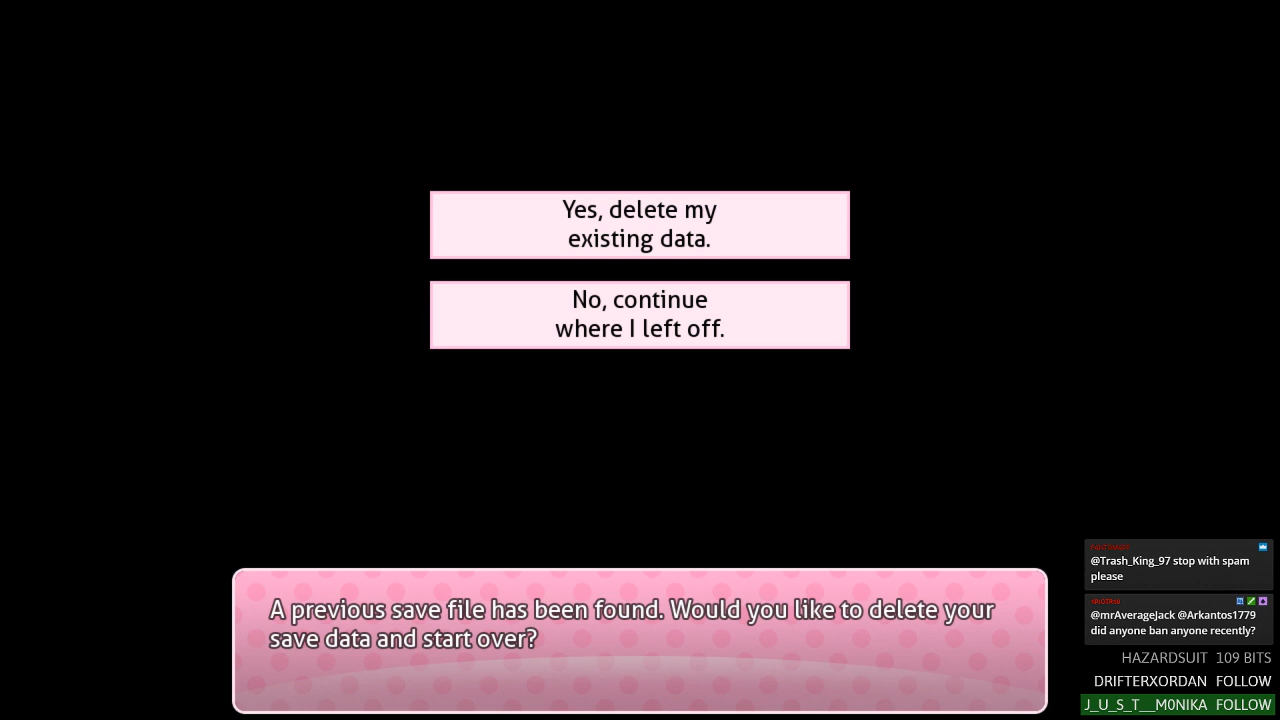 Yes, delete my
existing data.
No, continue
where I left off.
A previous save file has been found. Would you like to delete your
save data and start over?
@Trash_King_97 stop with spam
please
@mrAverageJack @Arkantos1779
did anyone ban anyone recently?
HAZARDSUIT 109 BITS
DRIFTERXORDAN FOLLOW
J_U_S_T__M0NIKA FOLLOW